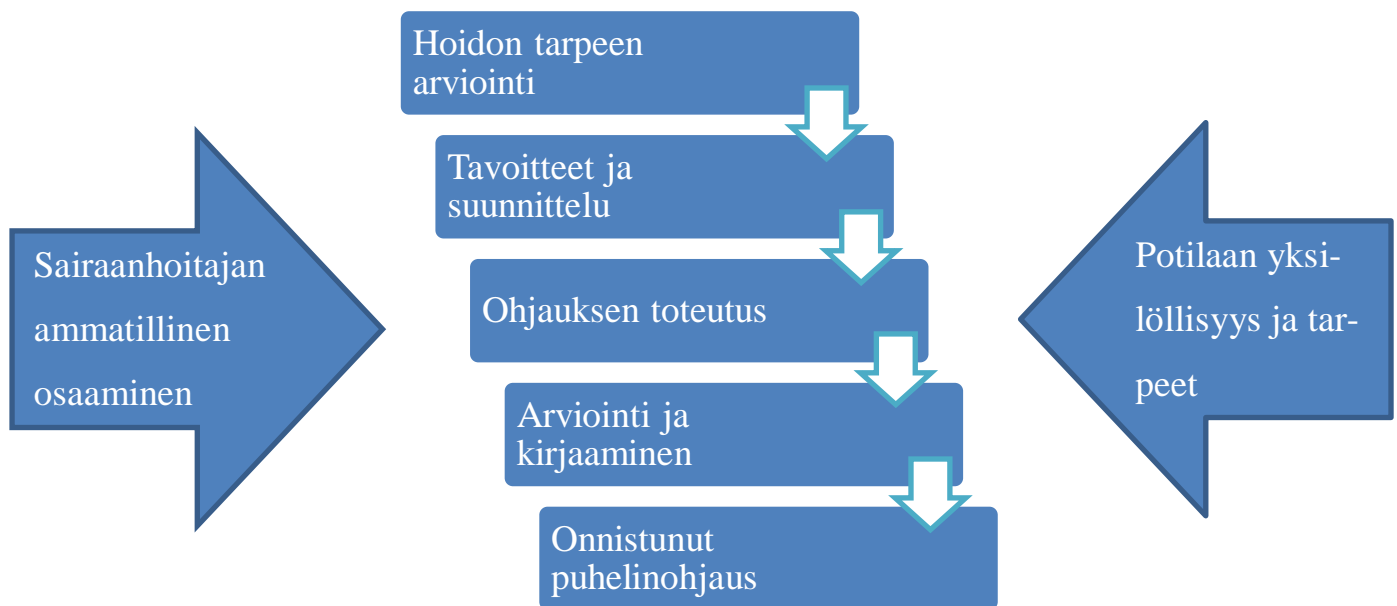 Hoidon tarpeen
arviointi
Tavoitteet ja
suunnittelu
Ohjauksen toteutus
Arviointi ja
kirjaaminen
Onnistunut
puhelinohjaus
Sairaanhoitajan
ammatillinen
osaaminen
Potilaan yksi-
löllisyys ja tar-
peet